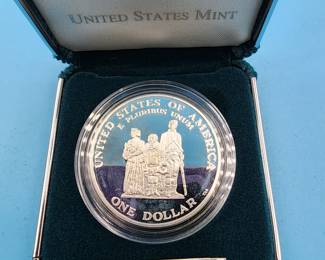 UNITED STATES MINT
UNITED STATES OF AMERICA
E PLURIBUS UNUM
ONE DOLLAR